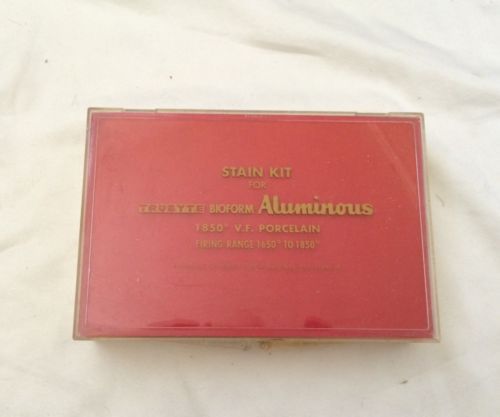 STAIN KIT
FOR
TRUBYTE BIOFORM Aluminous
1850° V.F. PORCELAIN
FIRING RANGE 1650° TO 1850°